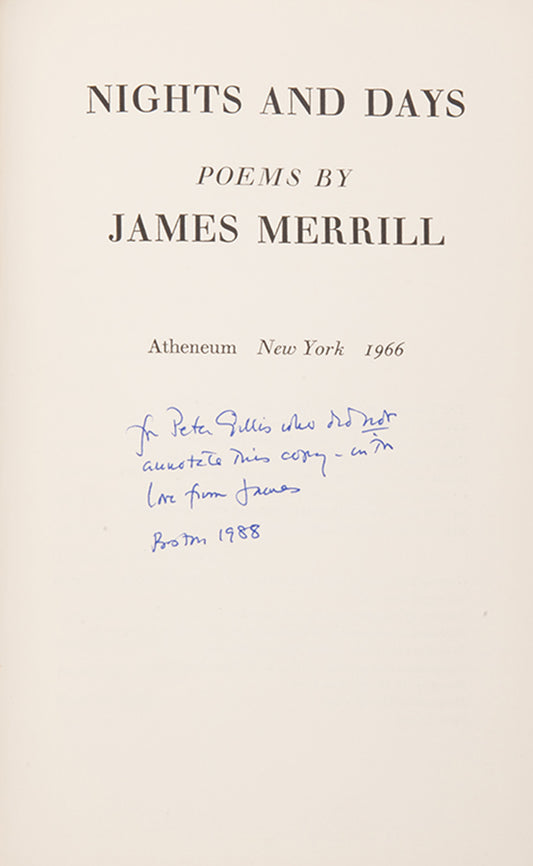 NIGHTS AND DAYS
POEMS BY
JAMES MERRILL
Atheneum New York 1966
for Peter Gillis who did not
annotate this copy - with
love from James
Boston 1988